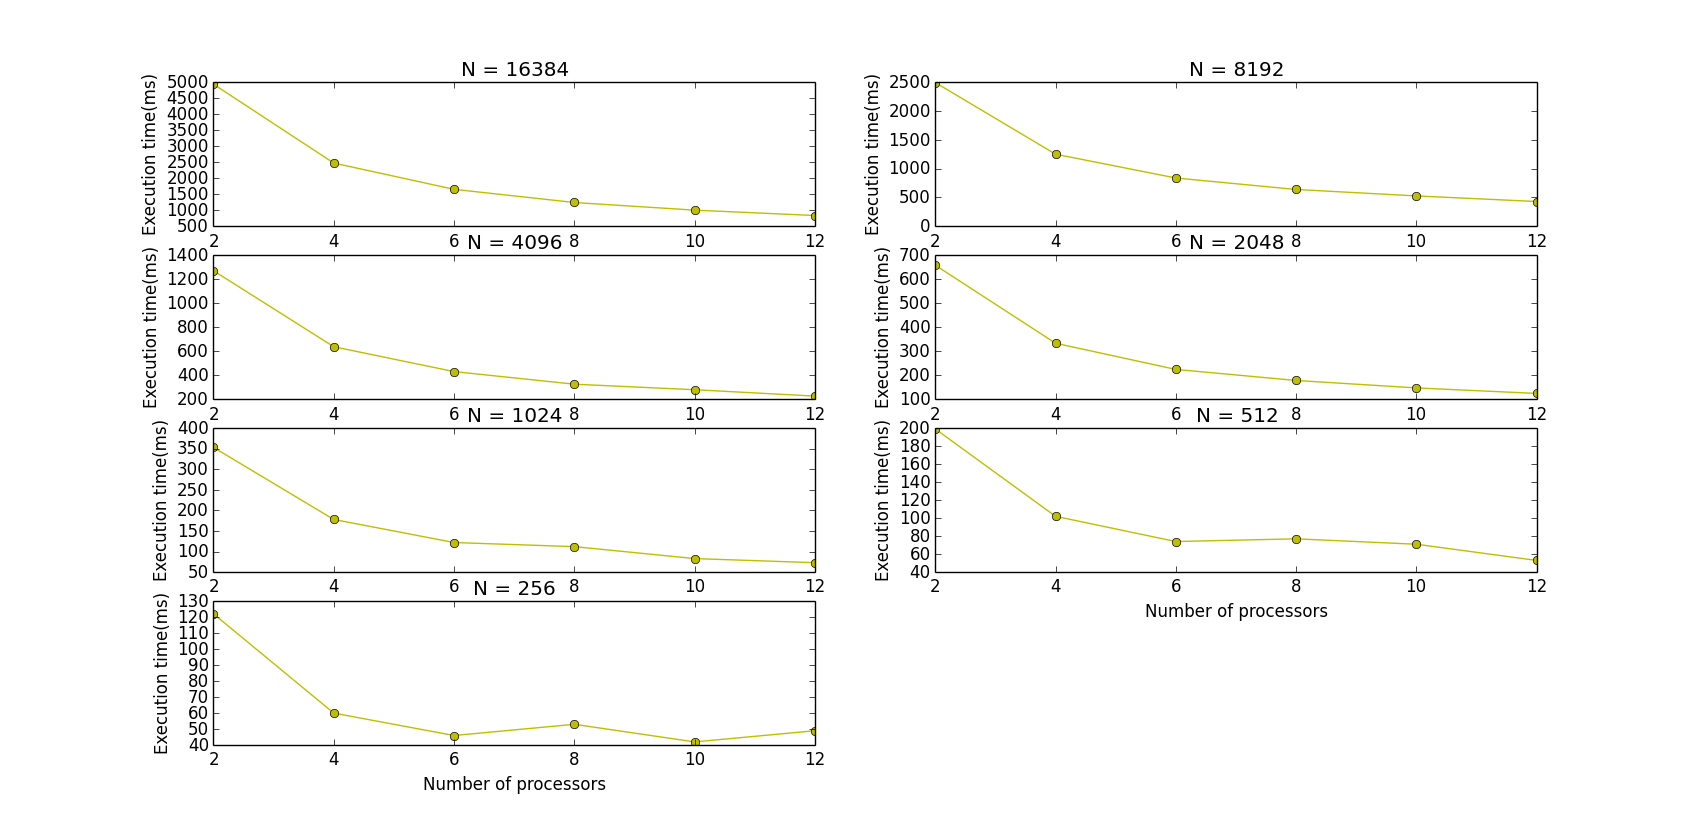 N = 16384
Execution time(ms)
5000
4500
4000
3500
3000
2500
2000
1500
1000
500
2 4 6 8 10 12
N = 8192
Execution time(ms)
2500
2000
1500
1000
500
0
2 4 6 8 10 12
N = 4096
Execution time(ms)
1400
1200
1000
800
600
400
200
2 4 6 8 10 12
N = 2048
Execution time(ms)
700
600
500
400
300
200
100
2 4 6 8 10 12
N = 1024
Execution time(ms)
400
350
300
250
200
150
100
50
2 4 6 8 10 12
N = 512
Execution time(ms)
200
180
160
140
120
100
80
60
40
2 4 6 8 10 12
Number of processors
N = 256
Execution time(ms)
130
120
110
100
90
80
70
60
50
40
2 4 6 8 10 12
Number of processors